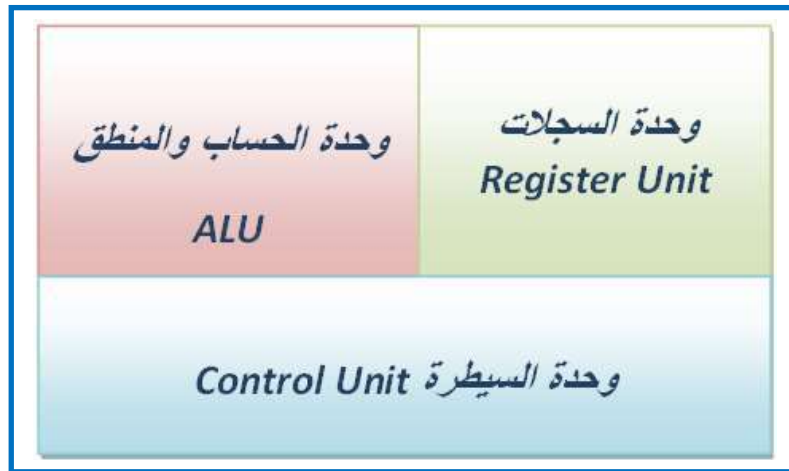 وحدة السجلات
Register Unit
وحدة الحساب والمنطق
ALU
وحدة السيطرة Control Unit